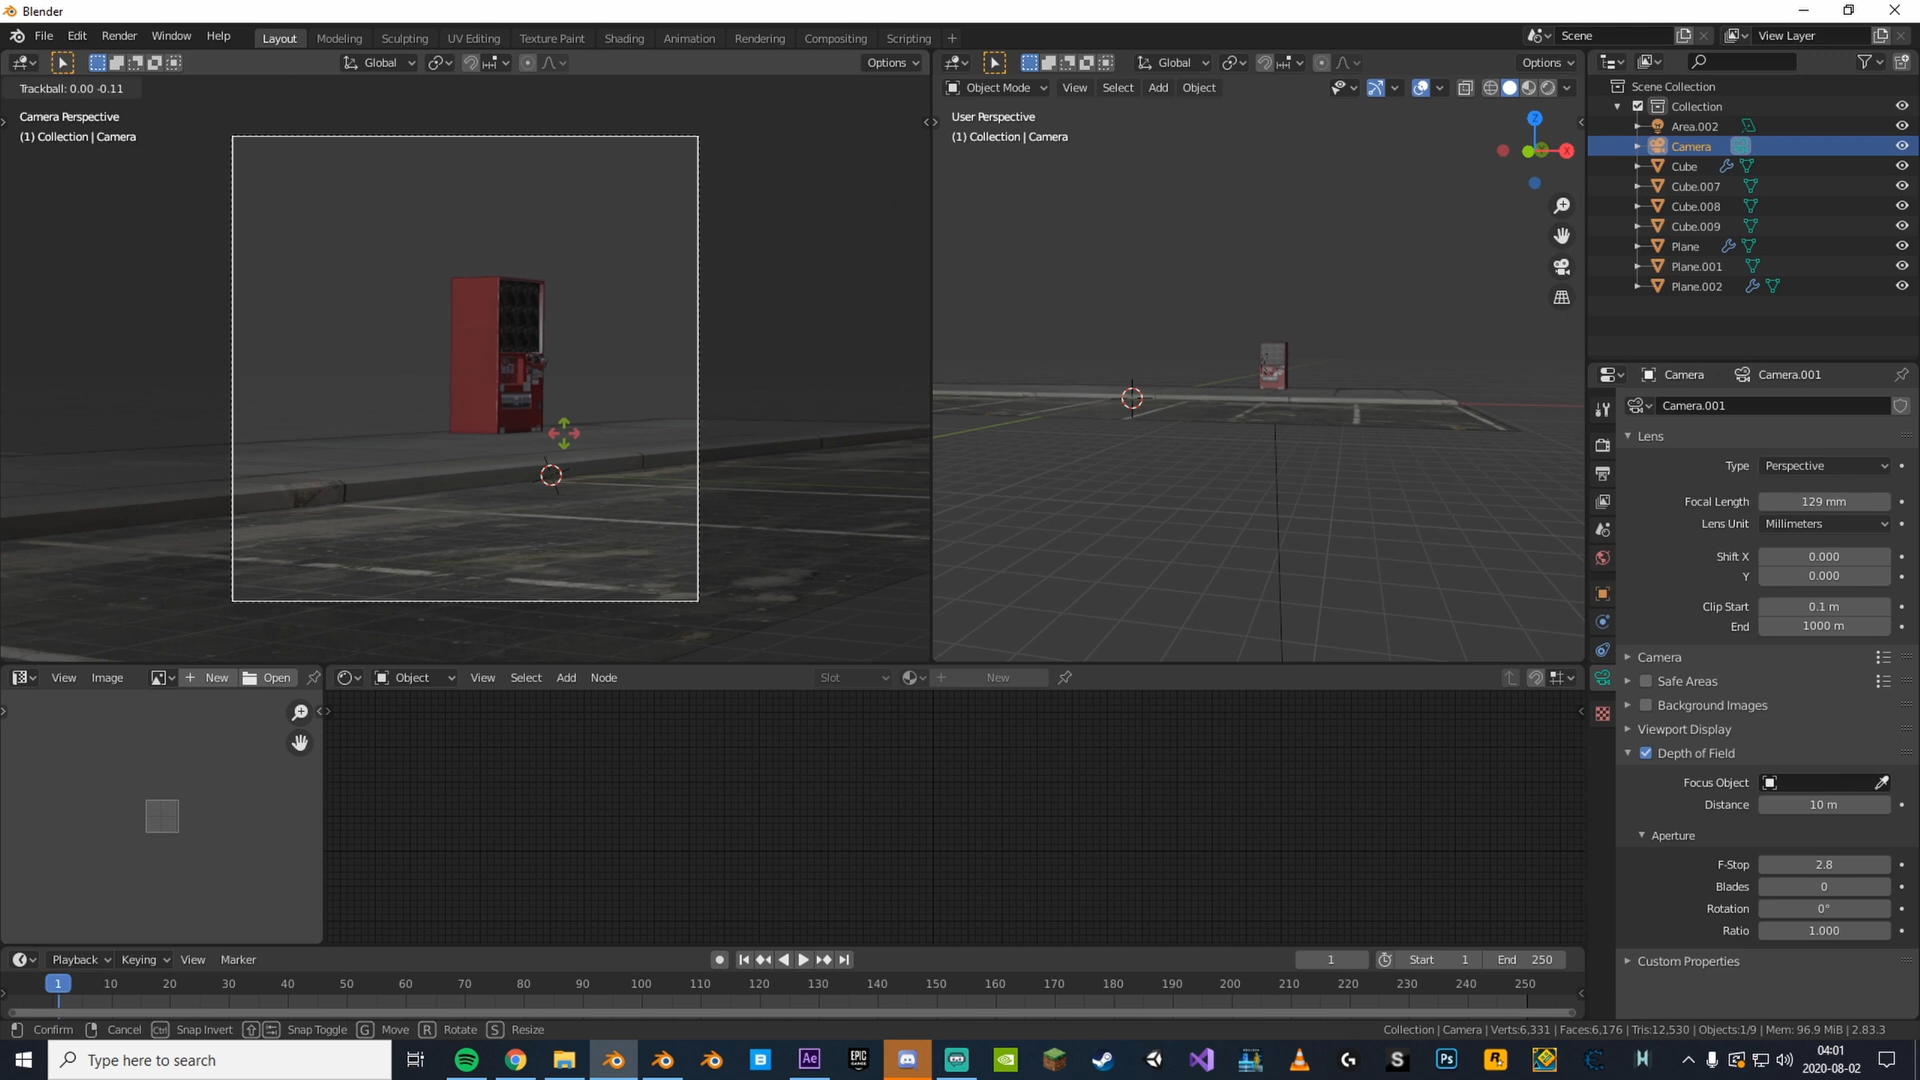 Blender
File Edit Render Window Help
Layout Modeling Sculpting UV Editing Texture Paint Shading Animation Rendering Compositing Scripting +
Scene
View Layer
Global
Options
Global
Options
Trackball: 0.00 -0.11
Object Mode View Select Add Object
Camera Perspective
(1) Collection | Camera
User Perspective
(1) Collection | Camera
Z
X
Scene Collection
Collection
Area.002
Camera
Cube
Cube.007
Cube.008
Cube.009
Plane
Plane.001
Plane.002
Camera Camera.001
Camera.001
Lens
Type Perspective
Focal Length 129 mm
Lens Unit Millimeters
Shift X 0.000
Y 0.000
Clip Start 0.1 m
End 1000 m
Camera
Safe Areas
Background Images
Viewport Display
Depth of Field
Focus Object
Distance 10 m
Aperture
F-Stop 2.8
Blades 0
Rotation 0°
Ratio 1.000
Custom Properties
View Image + New Open
Object View Select Add Node
Slot
+ New
Playback Keying View Marker
1 Start 1 End 250
1 10 20 30 40 50 60 70 80 90 100 110 120 130 140 150 160 170 180 190 200 210 220 230 240 250
Confirm Cancel Ctrl Snap Invert Snap Toggle G Move R Rotate S Resize
Collection | Camera | Verts:6,331 | Faces:6,176 | Tris:12,530 | Objects:1/9 | Mem: 96.9 MiB | 2.83.3
Type here to search
Ae
EPIC GAMES
Ps
R
04:01
2020-08-02